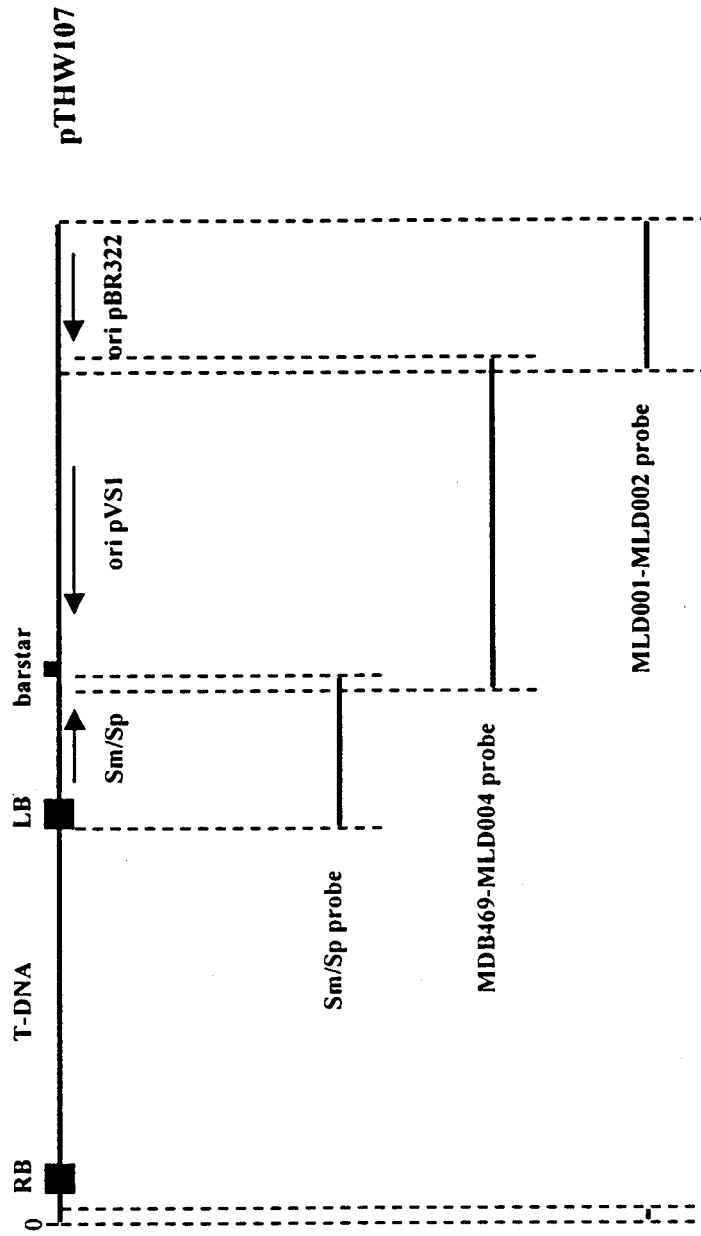 pTHW107
0
RB
T-DNA
LB
barstar
Sm/Sp
ori pVS1
ori pBR322
Sm/Sp probe
MDB469-MLD004 probe
MLD001-MLD002 probe